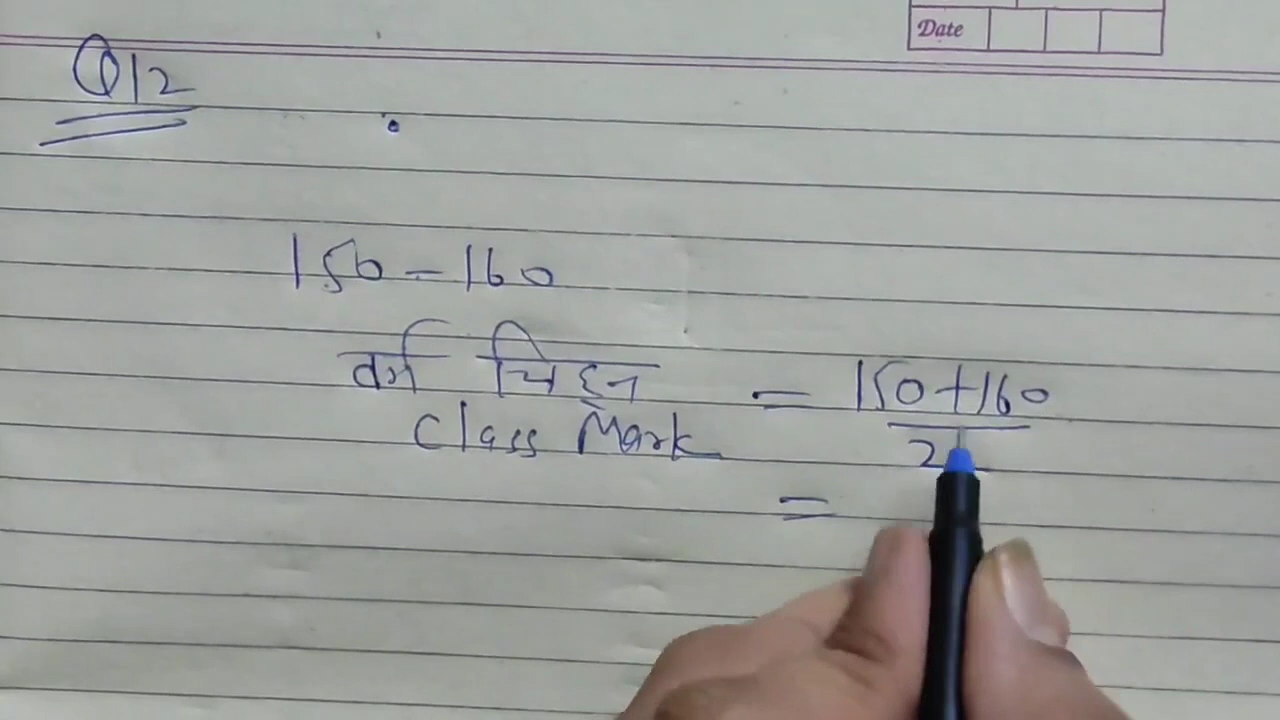 Date
Q12
150-160
वर्ग चिह्न = 150+160
Class Mark 2
=